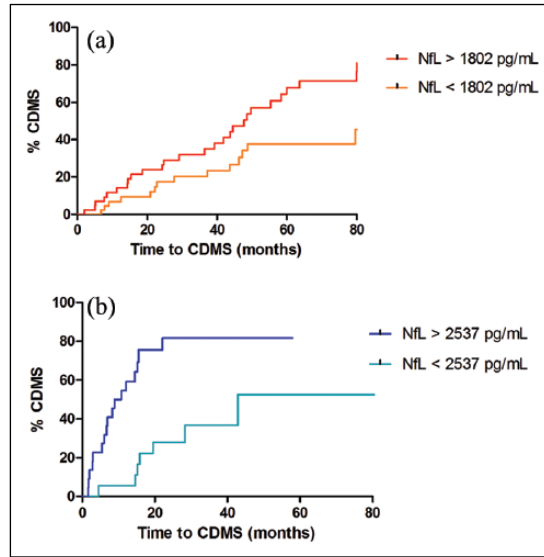 (a)
NfL > 1802 pg/mL
NfL < 1802 pg/mL
% CDMS
100
80
60
40
20
0
0 20 40 60 80
Time to CDMS (months)
(b)
NfL > 2537 pg/mL
NfL < 2537 pg/mL
% CDMS
100
80
60
40
20
0
0 20 40 60 80
Time to CDMS (months)